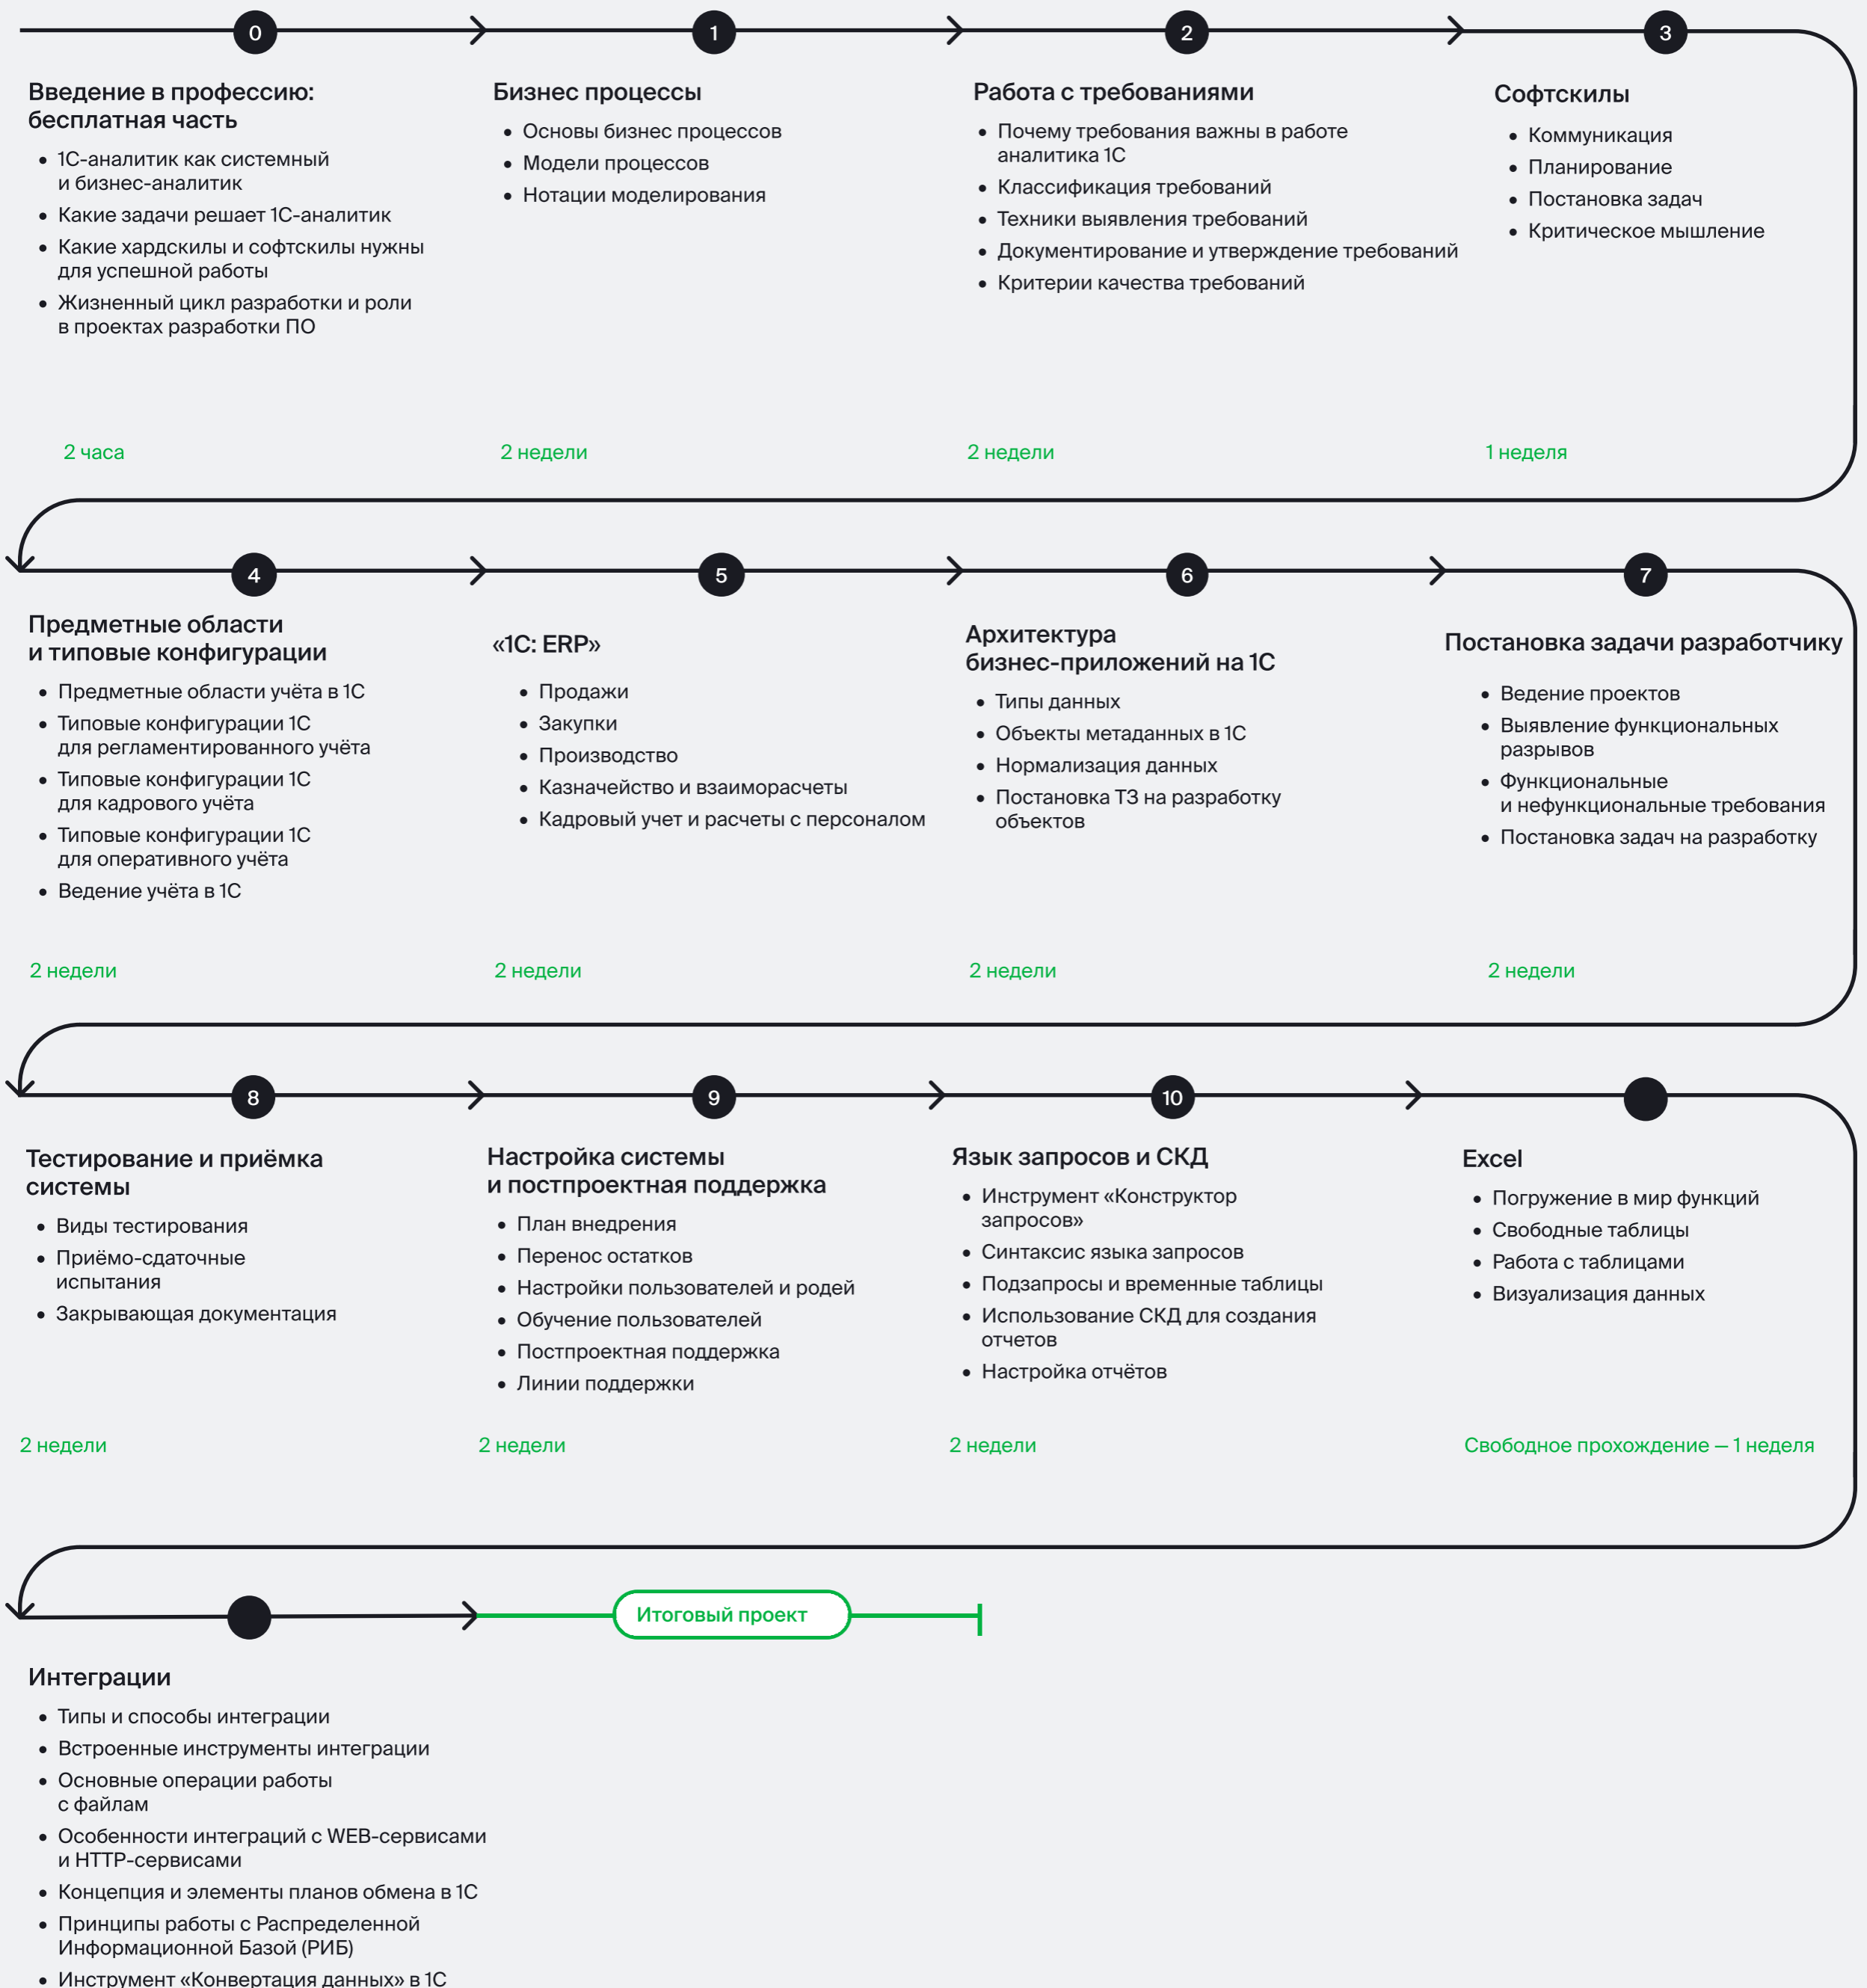 0
1
2
3
Введение в профессию:
бесплатная часть
• 1С-аналитик как системный
и бизнес-аналитик
• Какие задачи решает 1С-аналитик
• Какие хардскилы и софтскилы нужны
для успешной работы
• Жизненный цикл разработки и роли
в проектах разработки ПО
2 часа
Бизнес процессы
• Основы бизнес процессов
• Модели процессов
• Нотации моделирования
2 недели
Работа с требованиями
• Почему требования важны в работе
аналитика 1С
• Классификация требований
• Техники выявления требований
• Документирование и утверждение требований
• Критерии качества требований
2 недели
Софтскилы
• Коммуникация
• Планирование
• Постановка задач
• Критическое мышление
1 неделя
4
5
6
7
Предметные области
и типовые конфигурации
• Предметные области учёта в 1С
• Типовые конфигурации 1С
для регламентированного учёта
• Типовые конфигурации 1С
для кадрового учёта
• Типовые конфигурации 1С
для оперативного учёта
• Ведение учёта в 1С
2 недели
«1С: ERP»
• Продажи
• Закупки
• Производство
• Казначейство и взаиморасчеты
• Кадровый учет и расчеты с персоналом
2 недели
Архитектура
бизнес-приложений на 1С
• Типы данных
• Объекты метаданных в 1С
• Нормализация данных
• Постановка ТЗ на разработку
объектов
2 недели
Постановка задачи разработчику
• Ведение проектов
• Выявление функциональных
разрывов
• Функциональные
и нефункциональные требования
• Постановка задач на разработку
2 недели
8
9
10
Тестирование и приёмка
системы
• Виды тестирования
• Приёмо-сдаточные
испытания
• Закрывающая документация
2 недели
Настройка системы
и постпроектная поддержка
• План внедрения
• Перенос остатков
• Настройки пользователей и родей
• Обучение пользователей
• Постпроектная поддержка
• Линии поддержки
2 недели
Язык запросов и СКД
• Инструмент «Конструктор
запросов»
• Синтаксис языка запросов
• Подзапросы и временные таблицы
• Использование СКД для создания
отчетов
• Настройка отчётов
2 недели
Excel
• Погружение в мир функций
• Свободные таблицы
• Работа с таблицами
• Визуализация данных
Свободное прохождение — 1 неделя
Итоговый проект
Интеграции
• Типы и способы интеграции
• Встроенные инструменты интеграции
• Основные операции работы
с файлам
• Особенности интеграций с WEB-сервисами
и HTTP-сервисами
• Концепция и элементы планов обмена в 1С
• Принципы работы с Распределенной
Информационной Базой (РИБ)
• Инструмент «Конвертация данных» в 1С